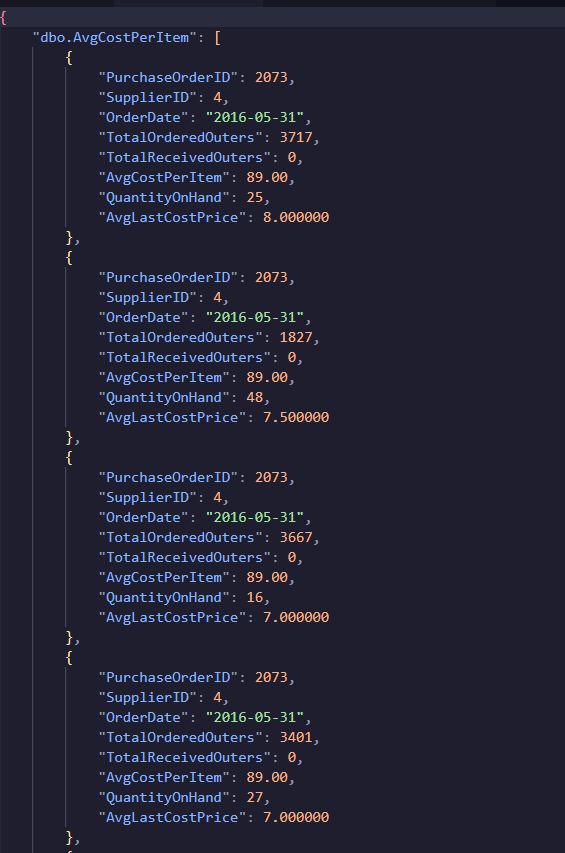 {
    "dbo.AvgCostPerItem": [
        {
            "PurchaseOrderID": 2073,
            "SupplierID": 4,
            "OrderDate": "2016-05-31",
            "TotalOrderedOuters": 3717,
            "TotalReceivedOuters": 0,
            "AvgCostPerItem": 89.00,
            "QuantityOnHand": 25,
            "AvgLastCostPrice": 8.000000
        },
        {
            "PurchaseOrderID": 2073,
            "SupplierID": 4,
            "OrderDate": "2016-05-31",
            "TotalOrderedOuters": 1827,
            "TotalReceivedOuters": 0,
            "AvgCostPerItem": 89.00,
            "QuantityOnHand": 48,
            "AvgLastCostPrice": 7.500000
        },
        {
            "PurchaseOrderID": 2073,
            "SupplierID": 4,
            "OrderDate": "2016-05-31",
            "TotalOrderedOuters": 3667,
            "TotalReceivedOuters": 0,
            "AvgCostPerItem": 89.00,
            "QuantityOnHand": 16,
            "AvgLastCostPrice": 7.000000
        },
        {
            "PurchaseOrderID": 2073,
            "SupplierID": 4,
            "OrderDate": "2016-05-31",
            "TotalOrderedOuters": 3401,
            "TotalReceivedOuters": 0,
            "AvgCostPerItem": 89.00,
            "QuantityOnHand": 27,
            "AvgLastCostPrice": 7.000000
        },